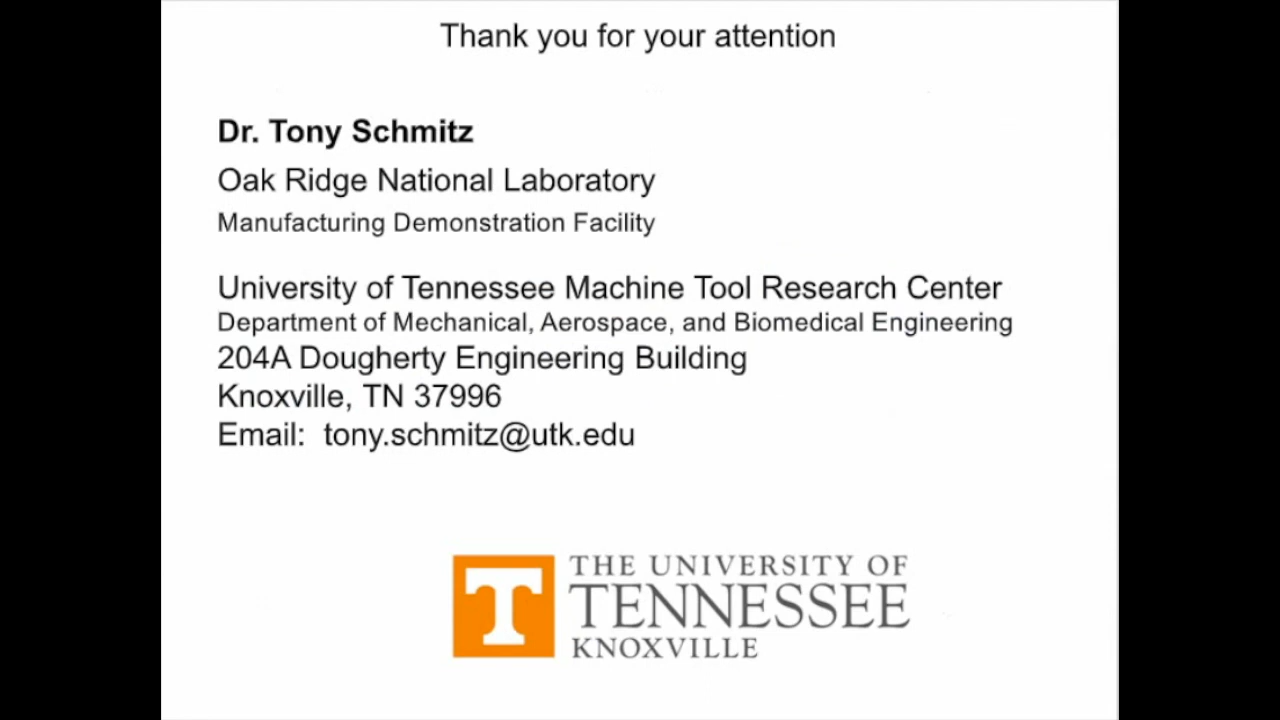 Thank you for your attention
Dr. Tony Schmitz
Oak Ridge National Laboratory
Manufacturing Demonstration Facility
University of Tennessee Machine Tool Research Center
Department of Mechanical, Aerospace, and Biomedical Engineering
204A Dougherty Engineering Building
Knoxville, TN 37996
Email: tony.schmitz@utk.edu
T
THE UNIVERSITY OF
TENNESSEE
KNOXVILLE